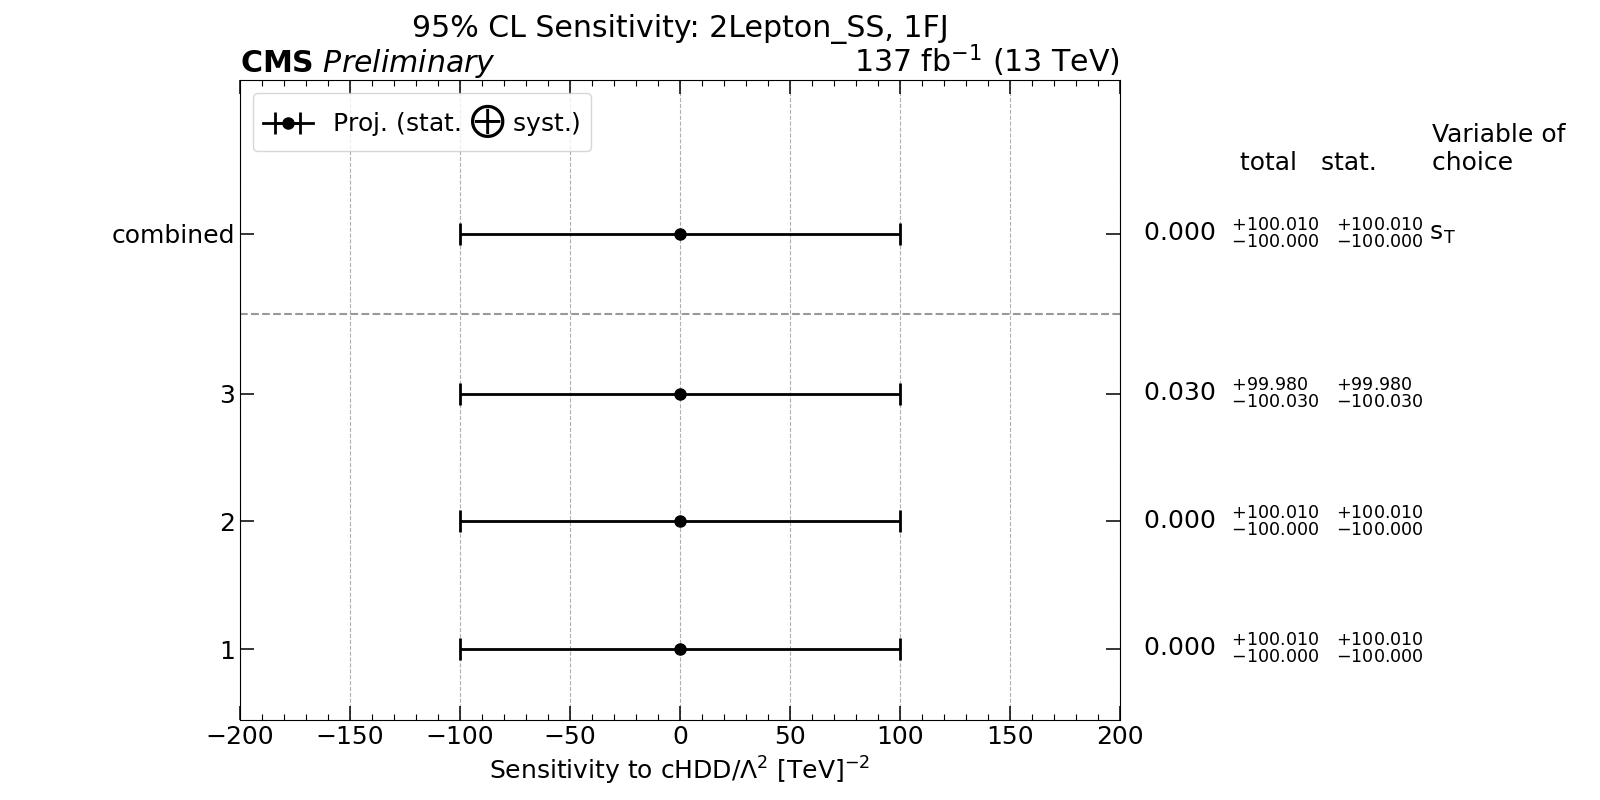 95% CL Sensitivity: 2Lepton_SS, 1FJ
CMS Preliminary 137 fb⁻¹ (13 TeV)
Proj. (stat. ⊕ syst.)
Variable of
total stat. choice
combined 0.000 +100.010 −100.000 +100.010 −100.000 s_T
3 0.030 +99.980 −100.030 +99.980 −100.030
2 0.000 +100.010 −100.000 +100.010 −100.000
1 0.000 +100.010 −100.000 +100.010 −100.000
−200 −150 −100 −50 0 50 100 150 200
Sensitivity to cHDD/Λ² [TeV]⁻²